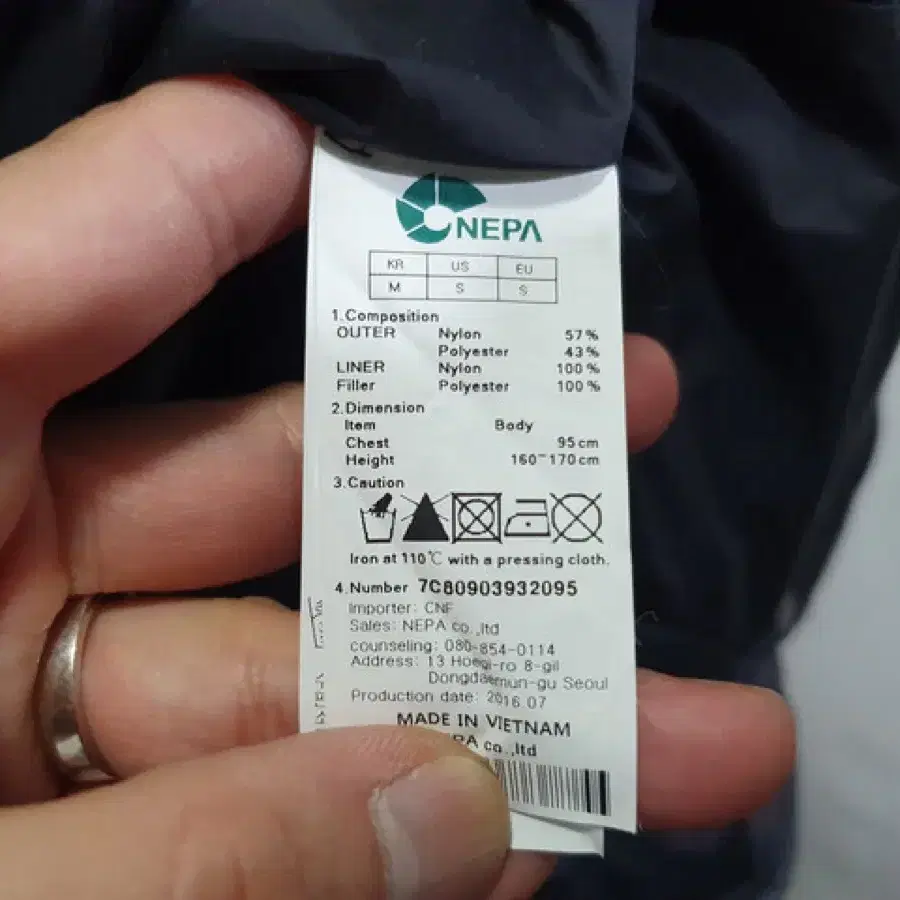 NEPA
KR US EU
M S S
1.Composition
OUTER Nylon 57%
Polyester 43%
LINER Nylon 100%
Filler Polyester 100%
2.Dimension
Item Body
Chest 95cm
Height 160~170cm
3.Caution
Iron at 110℃ with a pressing cloth.
4.Number 7C80903932095
Importer: CNF
Sales: NEPA co.,ltd
counseling: 080-854-0114
Address: 13 Hoegi-ro 8-gil
Dongdaemun-gu Seoul
Production date: 2016.07
MADE IN VIETNAM
co.,ltd